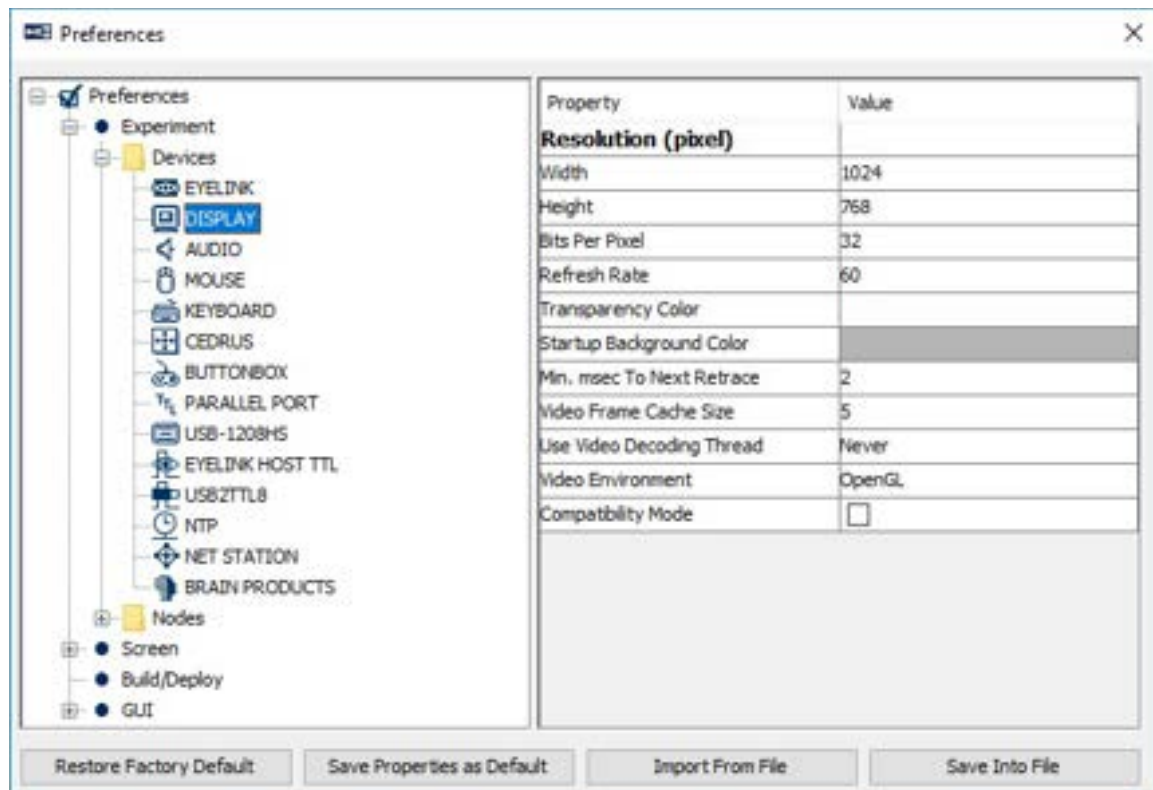 Preferences
Preferences
Experiment
Devices
EYELINK
DISPLAY
AUDIO
MOUSE
KEYBOARD
CEDRUS
BUTTONBOX
PARALLEL PORT
USB-1208HS
EYELINK HOST TTL
USB2TTL8
NTP
NET STATION
BRAIN PRODUCTS
Nodes
Screen
Build/Deploy
GUI
Property Value
Resolution (pixel)
Width 1024
Height 768
Bits Per Pixel 32
Refresh Rate 60
Transparency Color
Startup Background Color
Min. msec To Next Retrace 2
Video Frame Cache Size 5
Use Video Decoding Thread Never
Video Environment OpenGL
Compatibility Mode
Restore Factory Default Save Properties as Default Import From File Save Into File